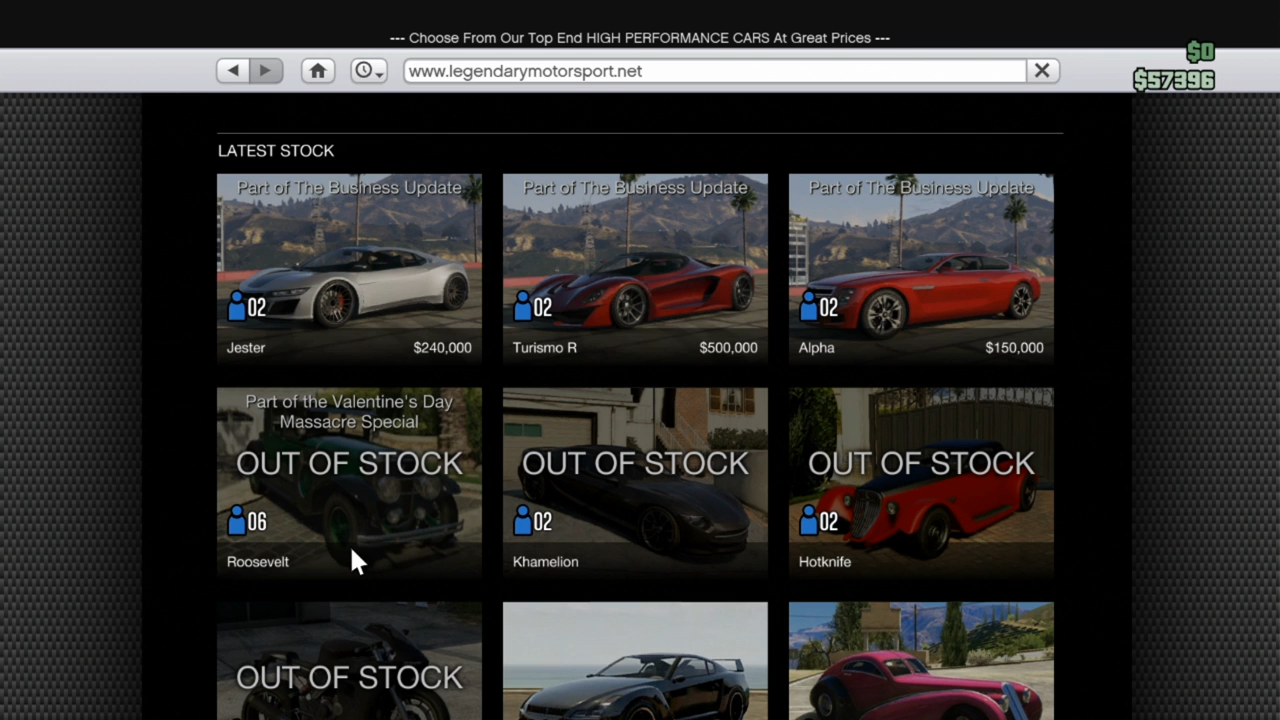 --- Choose From Our Top End HIGH PERFORMANCE CARS At Great Prices ---
$0
www.legendarymotorsport.net
$57396
LATEST STOCK
Part of The Business Update
02
Jester $240,000
Part of The Business Update
02
Turismo R $500,000
Part of The Business Update
02
Alpha $150,000
Part of the Valentine's Day
Massacre Special
OUT OF STOCK
06
Roosevelt
OUT OF STOCK
02
Khamelion
OUT OF STOCK
02
Hotknife
OUT OF STOCK